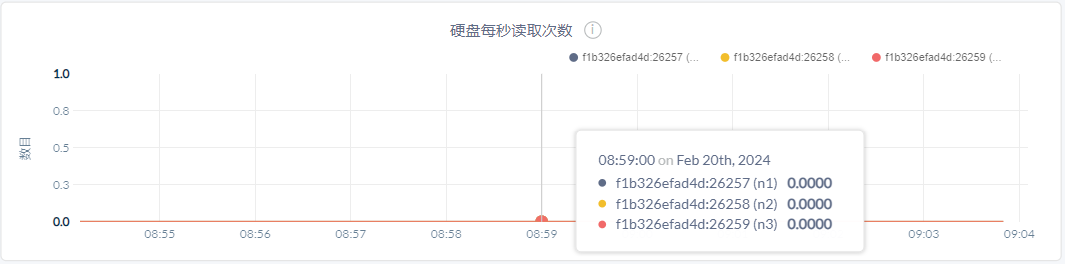 硬盘每秒读取次数
f1b326efad4d:26257 (... f1b326efad4d:26258 (... f1b326efad4d:26259 (...
1.0
0.8
0.5
0.3
0.0
数目
08:59:00 on Feb 20th, 2024
f1b326efad4d:26257 (n1) 0.0000
f1b326efad4d:26258 (n2) 0.0000
f1b326efad4d:26259 (n3) 0.0000
08:55 08:56 08:57 08:58 08:59 09:03 09:04